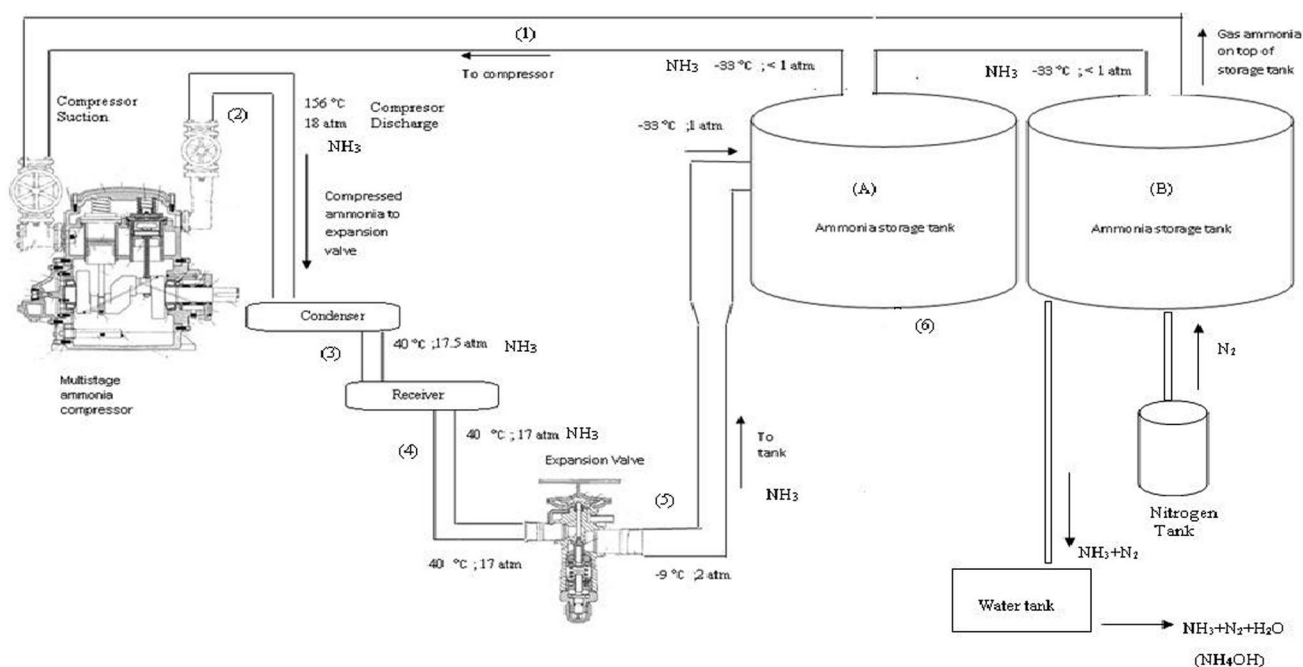 (1)
To compressor
NH3 -33 °C ; < 1 atm
NH3 -33 °C ; < 1 atm
Gas ammonia
on top of
storage tank
Compressor
Suction
(2)
156 °C
18 atm
Compresor
Discharge
NH3
-33 °C ;1 atm
Compressed
ammonia to
expansion
valve
(A)
Ammonia storage tank
(B)
Ammonia storage tank
Condenser
(6)
(3)
40 °C ;17.5 atm NH3
N2
Multistage
ammonia
compressor
Receiver
(4)
40 °C ; 17 atm NH3
To
tank
NH3
Expansion Valve
(5)
Nitrogen
Tank
40 °C ; 17 atm
-9 °C ;2 atm
NH3+N2
Water tank
NH3+N2+H2O
(NH4OH)